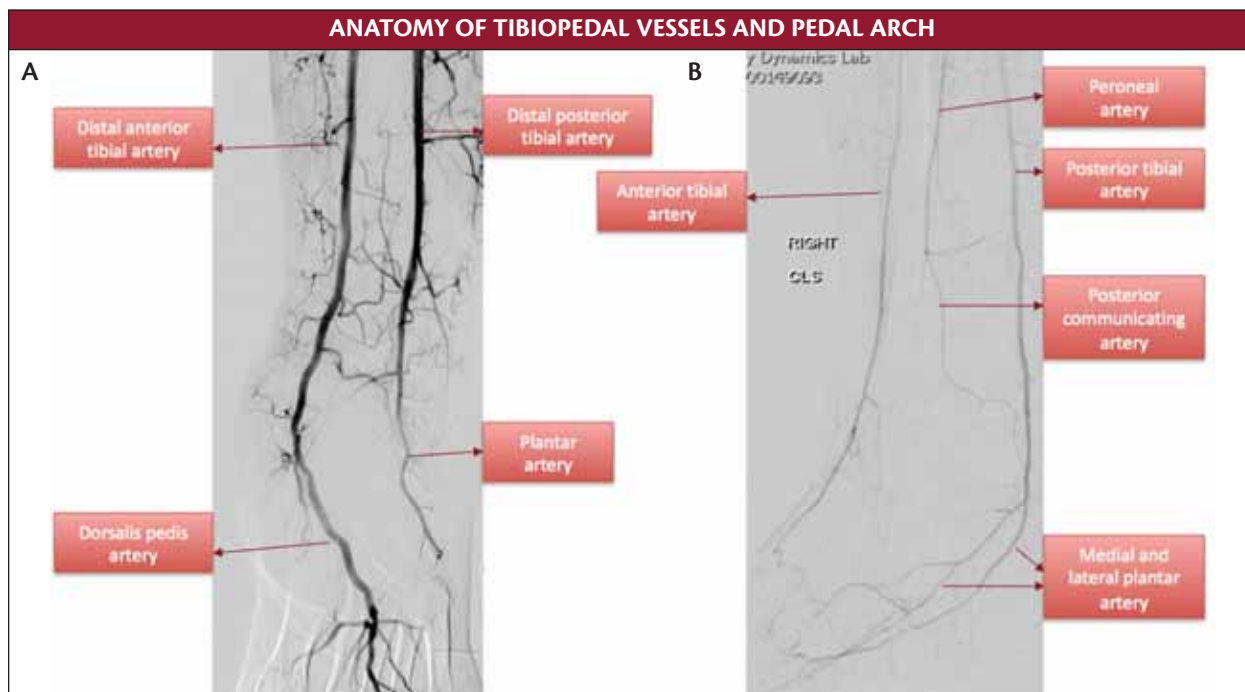 ANATOMY OF TIBIOPEDAL VESSELS AND PEDAL ARCH
A
Distal anterior
tibial artery
Distal posterior
tibial artery
Plantar
artery
Dorsalis pedis
artery
B
y Dynamics Lab
00149093
Peroneal
artery
Anterior tibial
artery
Posterior tibial
artery
RIGHT
CLS
Posterior
communicating
artery
Medial and
lateral plantar
artery